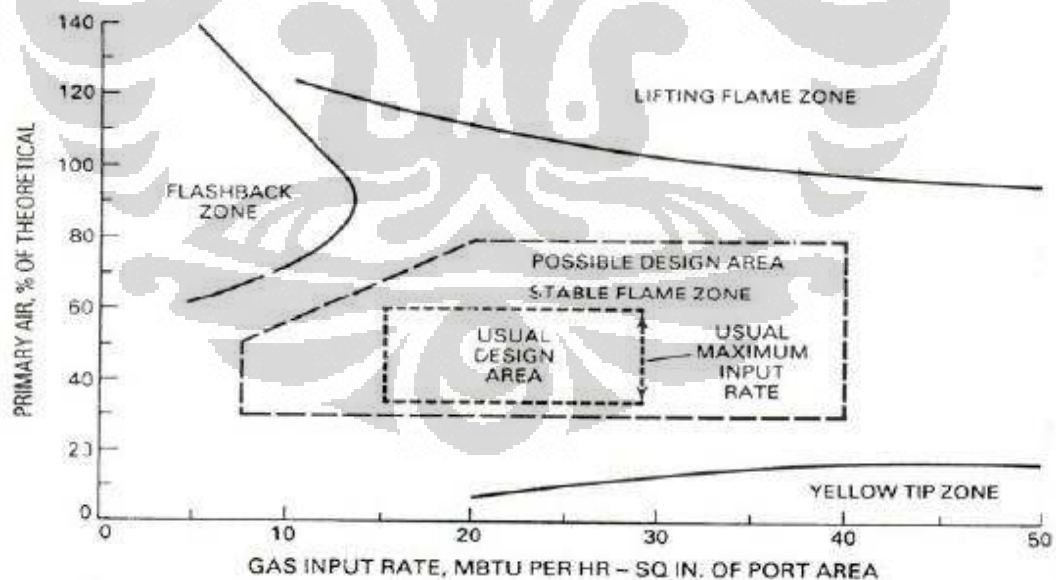 140
120
100
80
60
40
20
0
PRIMARY AIR, % OF THEORETICAL
LIFTING FLAME ZONE
FLASHBACK
ZONE
POSSIBLE DESIGN AREA
STABLE FLAME ZONE
USUAL
DESIGN
AREA
USUAL
MAXIMUM
INPUT
RATE
YELLOW TIP ZONE
0
10
20
30
40
50
GAS INPUT RATE, MBTU PER HR – SQ IN. OF PORT AREA